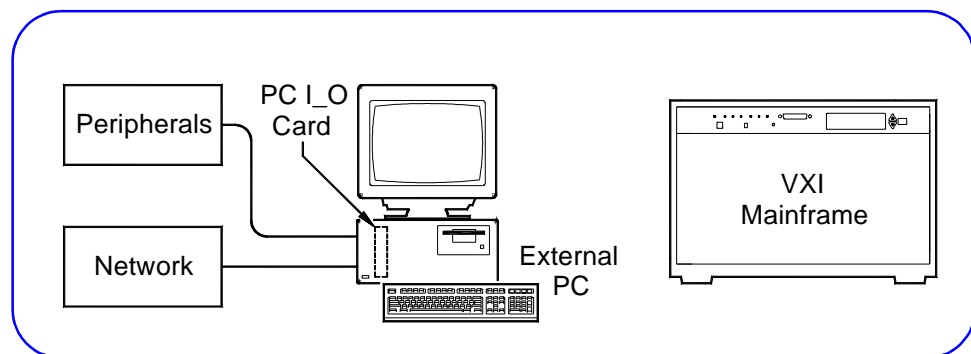 PC I_O
Card
Peripherals
Network
External
PC
VXI
Mainframe